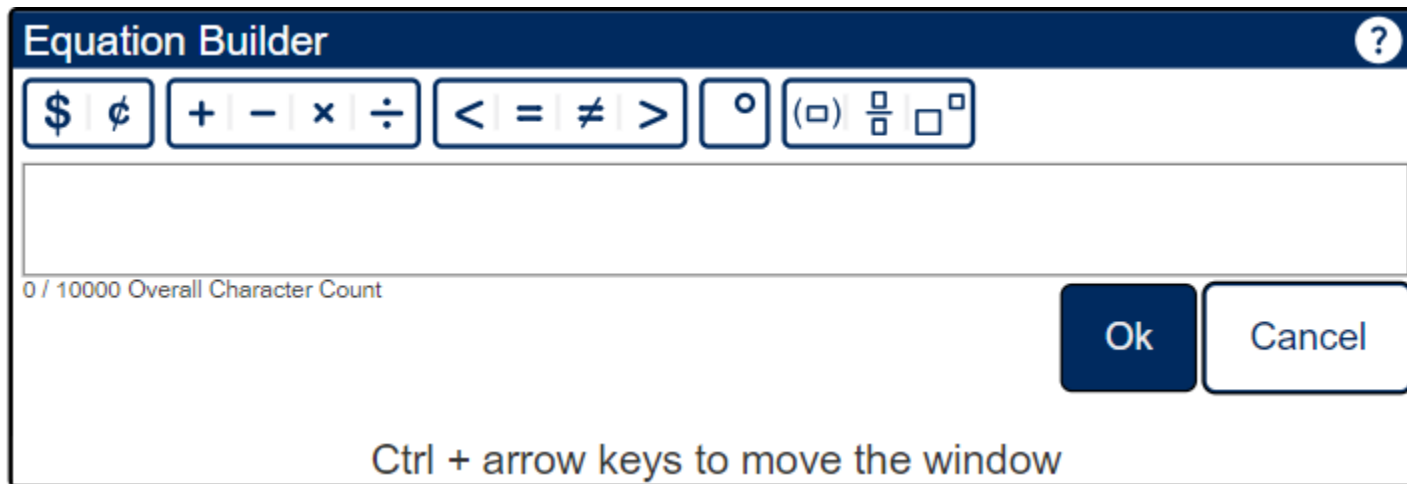 Equation Builder ?
$ ¢ + − × ÷ < = ≠ > ° (□) □/□ □^□
0 / 10000 Overall Character Count
Ok Cancel
Ctrl + arrow keys to move the window